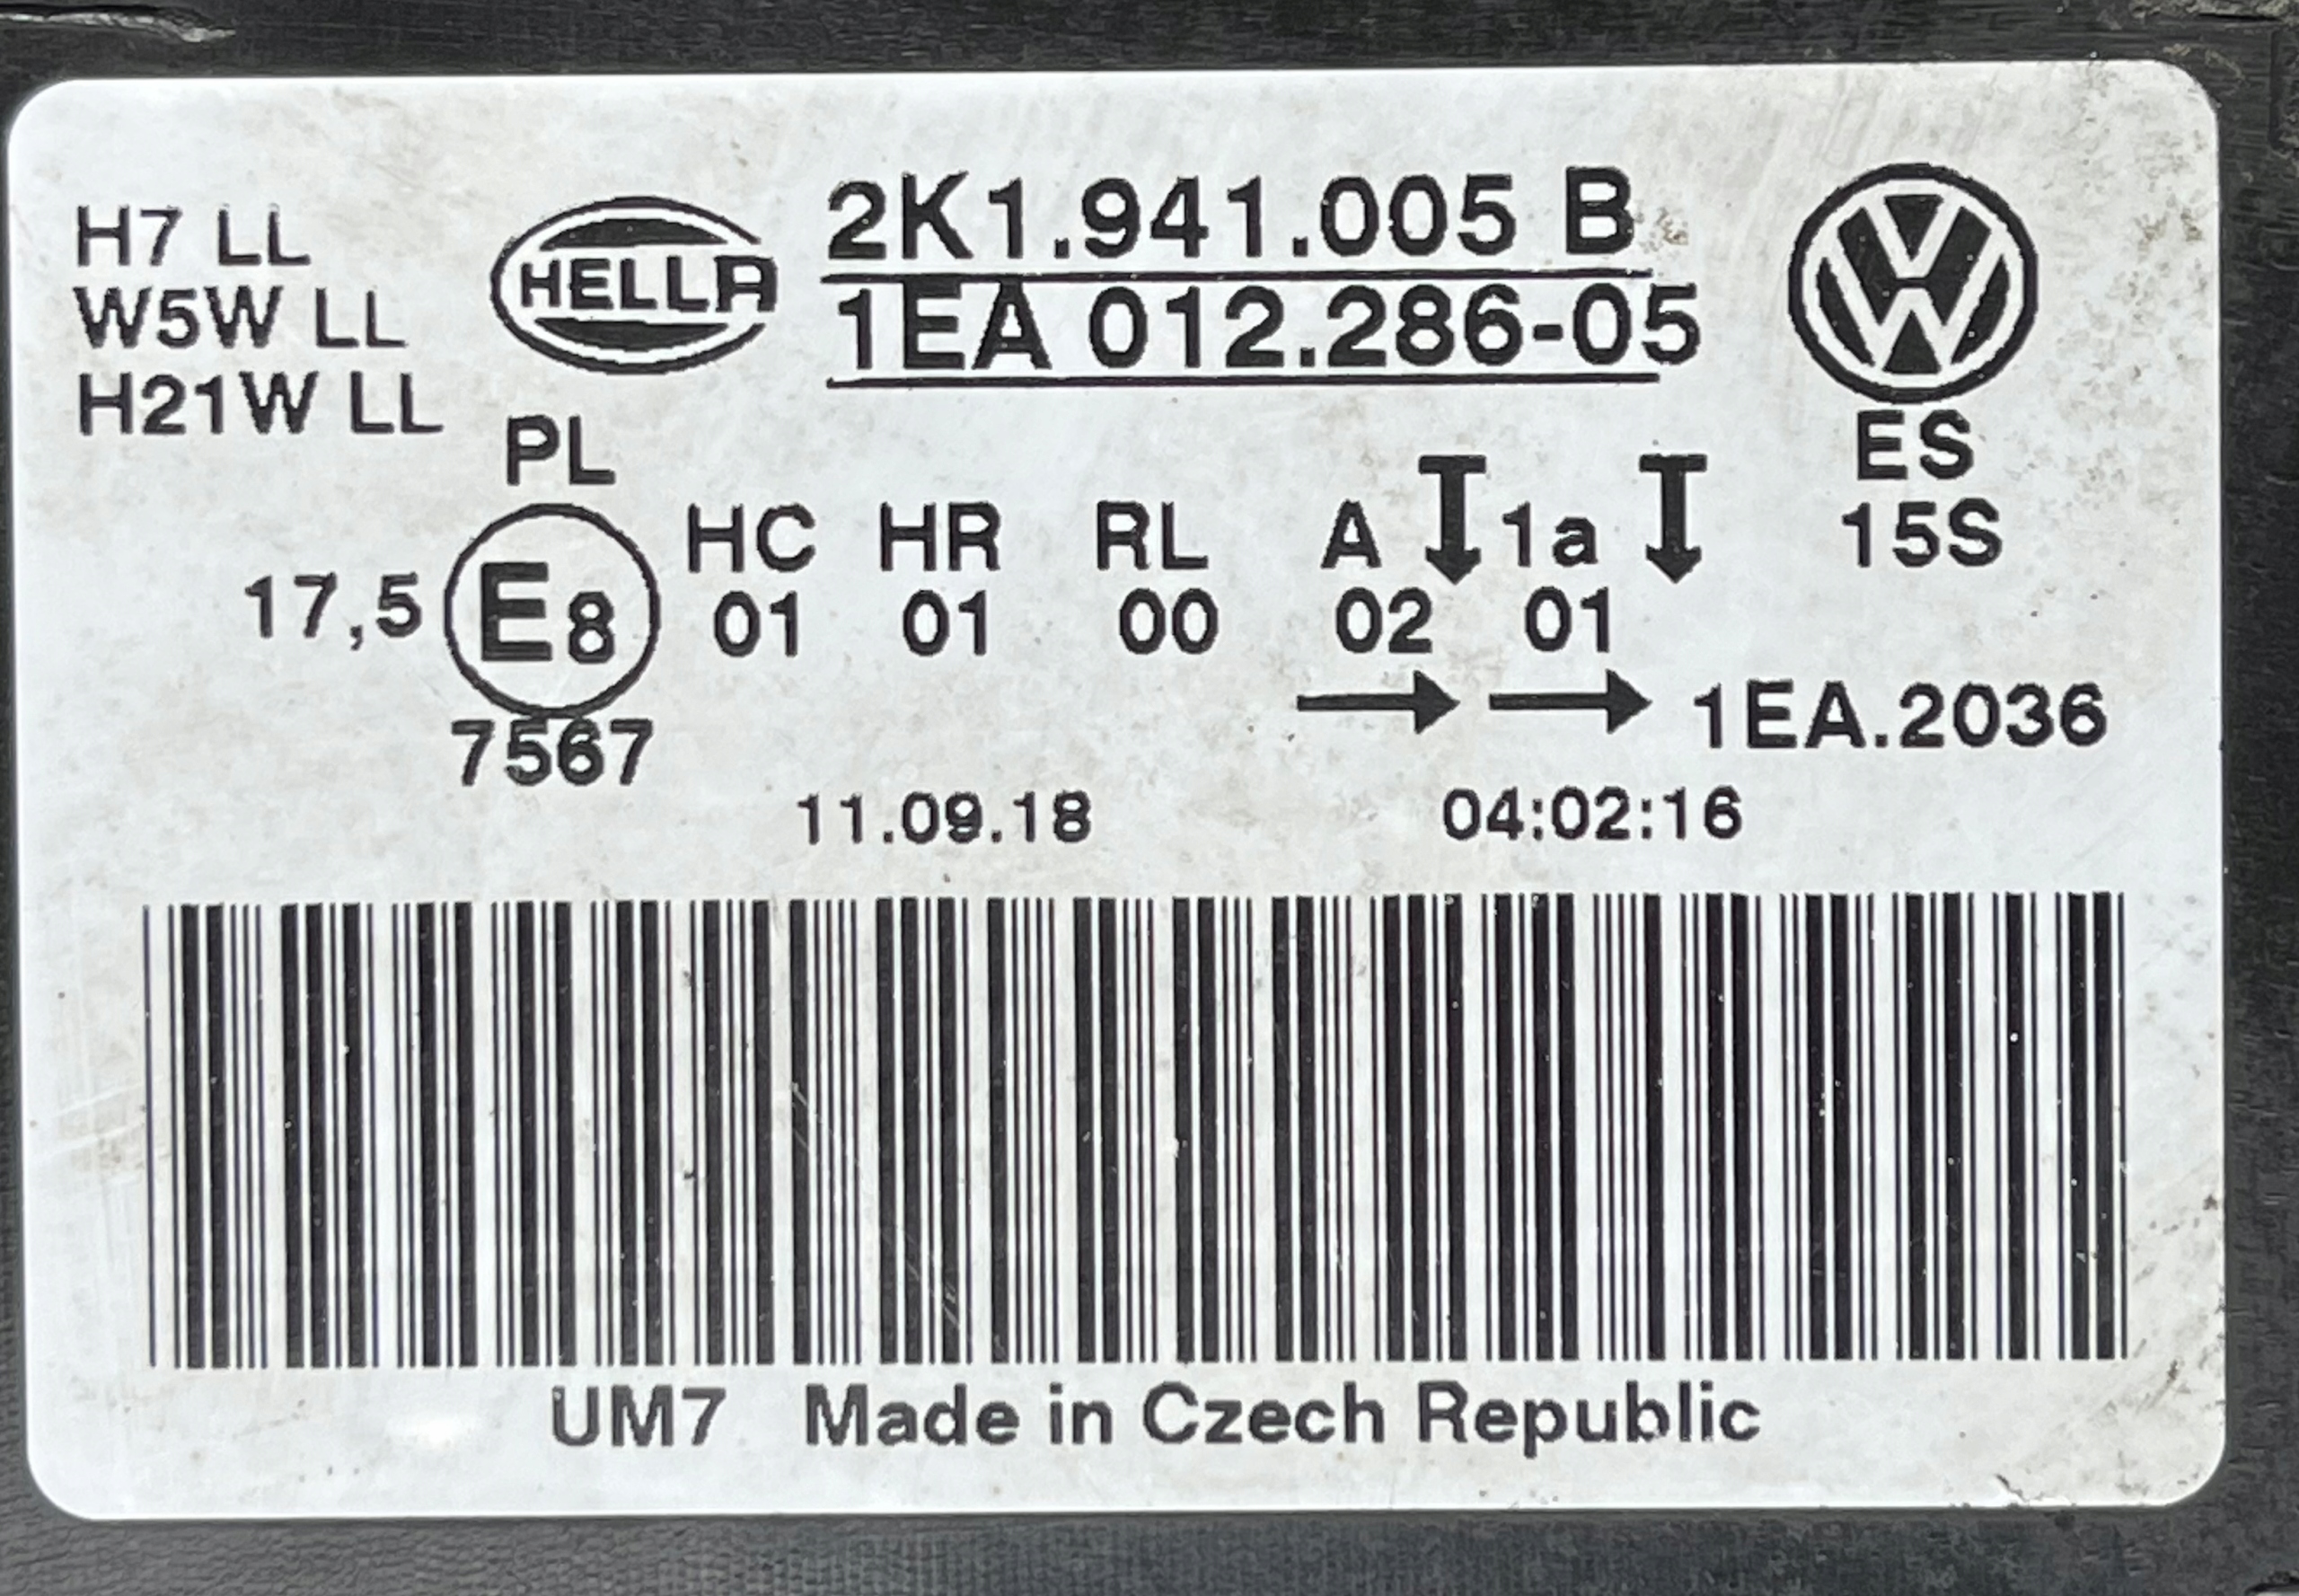 H7 LL
W5W LL
H21W LL
HELLA
2K1.941.005 B
1EA 012.286-05
VW
ES
15S
PL
17,5 E8
7567
HC HR RL A 1a
01 01 00 02 01
→ → 1EA.2036
11.09.18 04:02:16
UM7 Made in Czech Republic